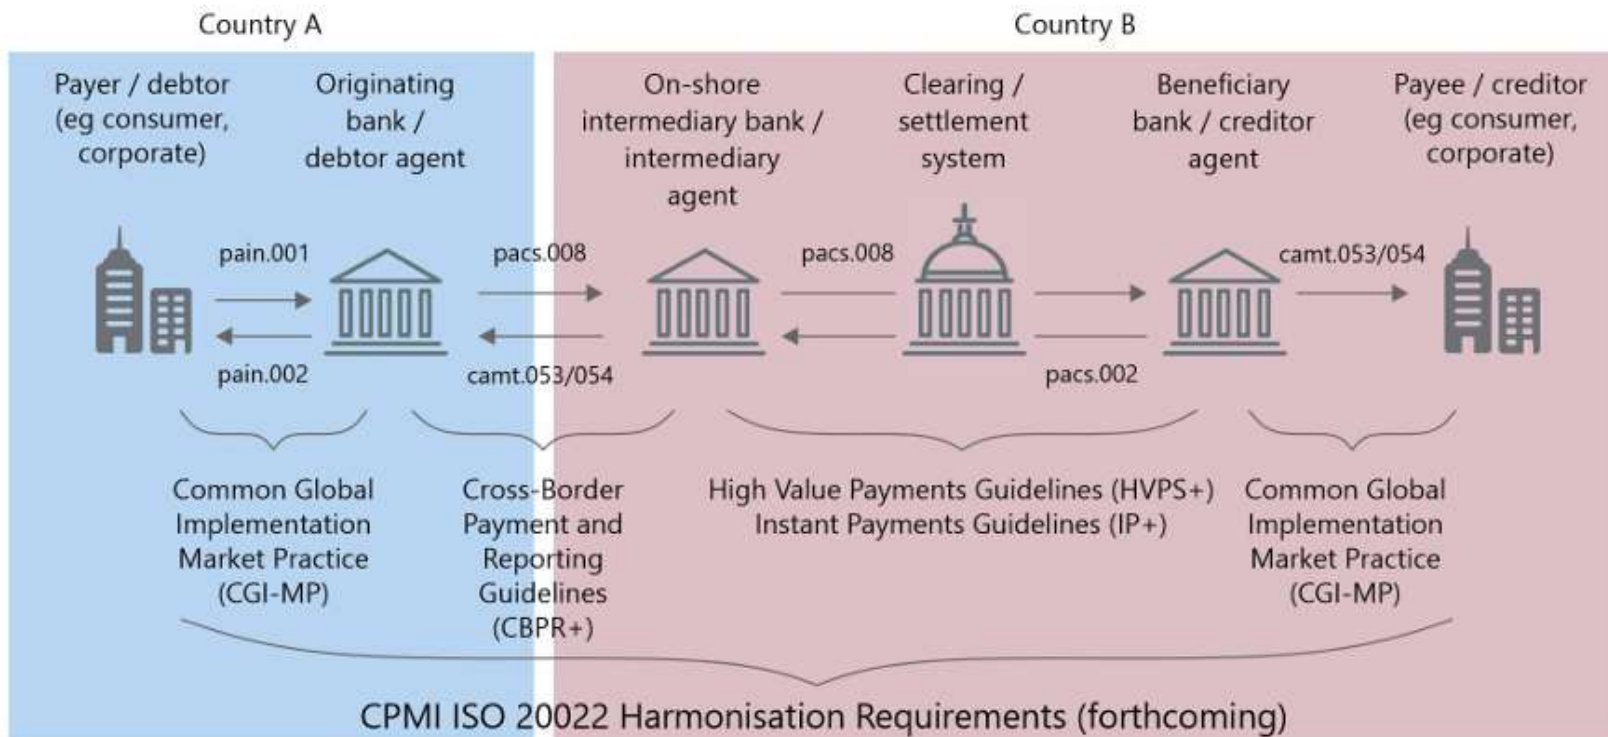 Country A
Country B
Payer / debtor
(eg consumer,
corporate)
Originating
bank /
debtor agent
On-shore
intermediary bank /
intermediary
agent
Clearing /
settlement
system
Beneficiary
bank / creditor
agent
Payee / creditor
(eg consumer,
corporate)
pain.001
pacs.008
pacs.008
camt.053/054
pain.002
camt.053/054
pacs.002
Common Global
Implementation
Market Practice
(CGI-MP)
Cross-Border
Payment and
Reporting
Guidelines
(CBPR+)
High Value Payments Guidelines (HVPS+)
Instant Payments Guidelines (IP+)
Common Global
Implementation
Market Practice
(CGI-MP)
CPMI ISO 20022 Harmonisation Requirements (forthcoming)